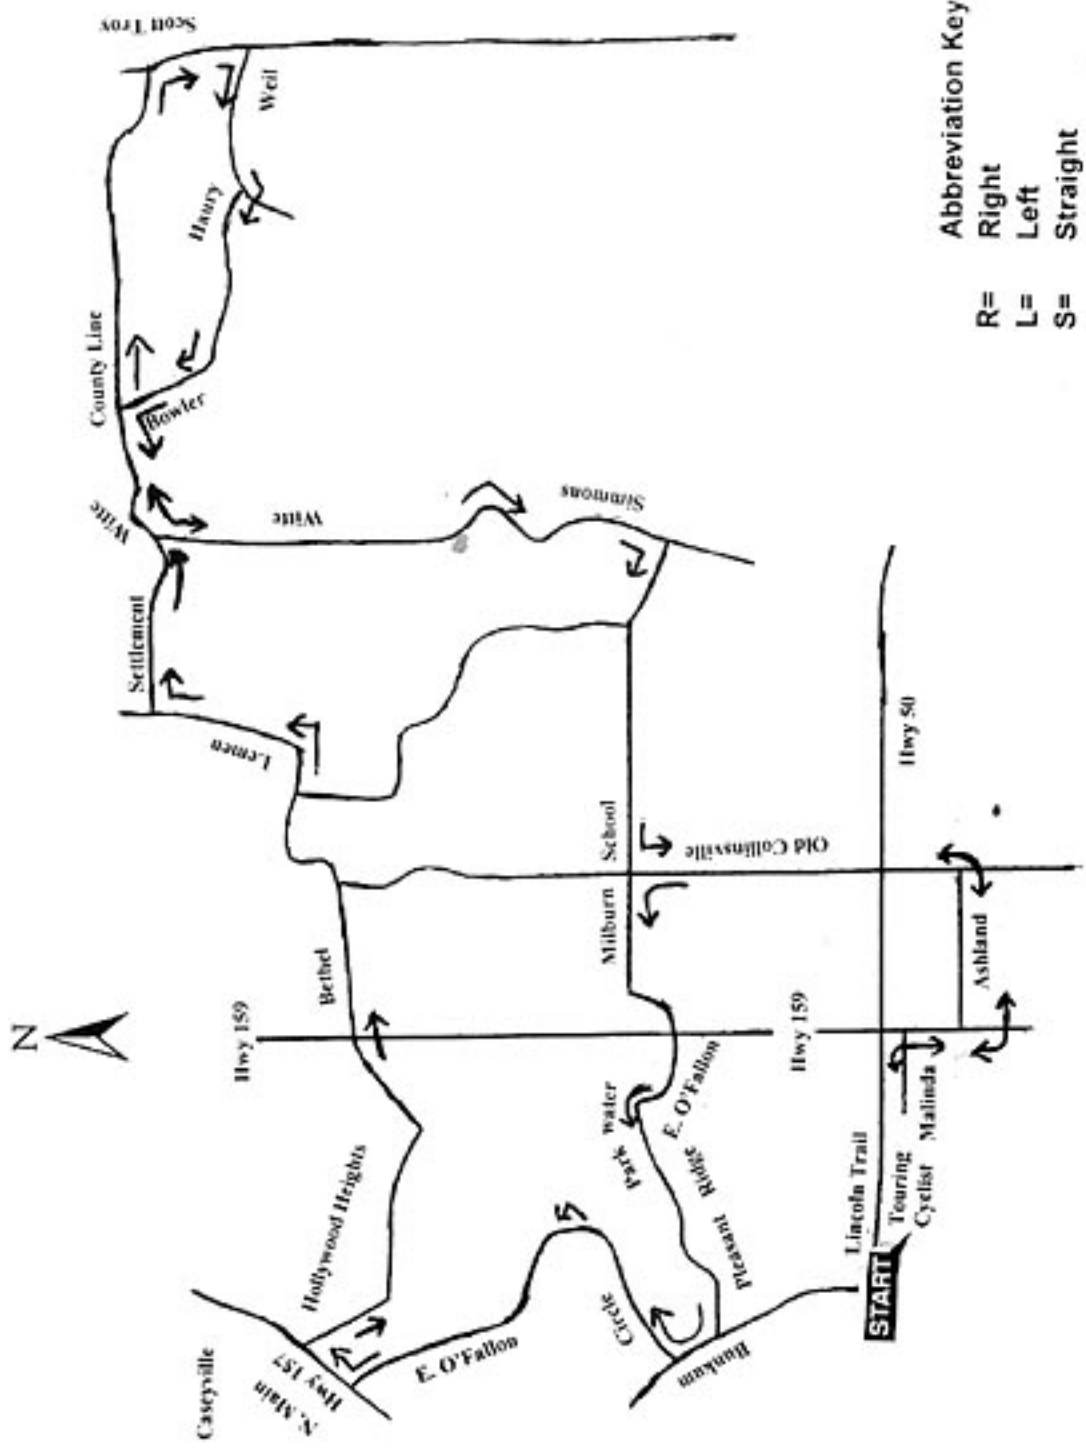 N
Scott Troy
Caseyville
N. Main
Hwy 157
Hollywood Heights
Hwy 159
Bethel
Lemen
Settlement
Witte
County Line
Bowler
Haury
Weil
Witte
Simmons
E. O'Fallon
Circle
Bunkum
Pleasant Ridge
Park
water
E. O'Fallon
Milburn School
Old Collinsville
Hwy 159
Hwy 50
Lincoln Trail
START
Touring
Cyclist
Malinda
Ashland
Abbreviation Key
R= Right
L= Left
S= Straight